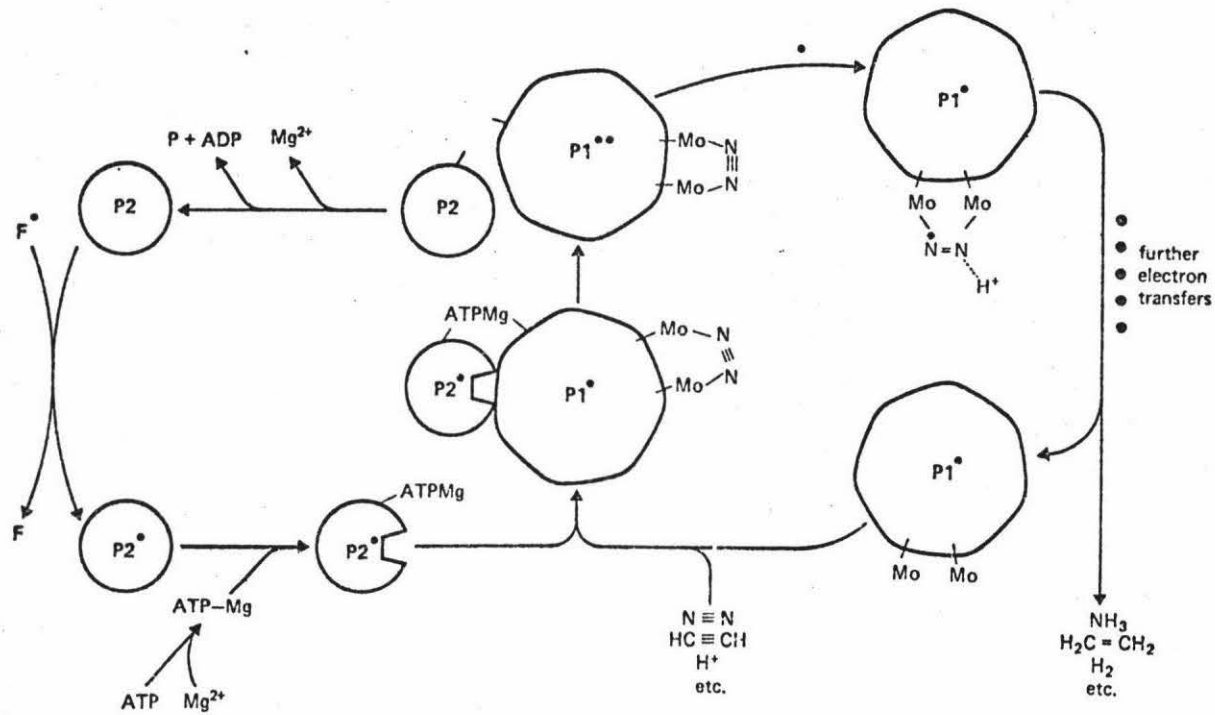 P1•
P + ADP Mg²⁺
P1••
Mo N
≡
Mo N
P2
P2
F•
Mo Mo
N• = N
H⁺
• further
• electron
• transfers
ATPMg
Mo N
≡
Mo N
P2•
P1•
ATPMg
P1•
F
P2•
P2•
Mo Mo
ATP–Mg
N ≡ N
HC ≡ CH
H⁺
etc.
NH₃
H₂C = CH₂
H₂
etc.
ATP Mg²⁺